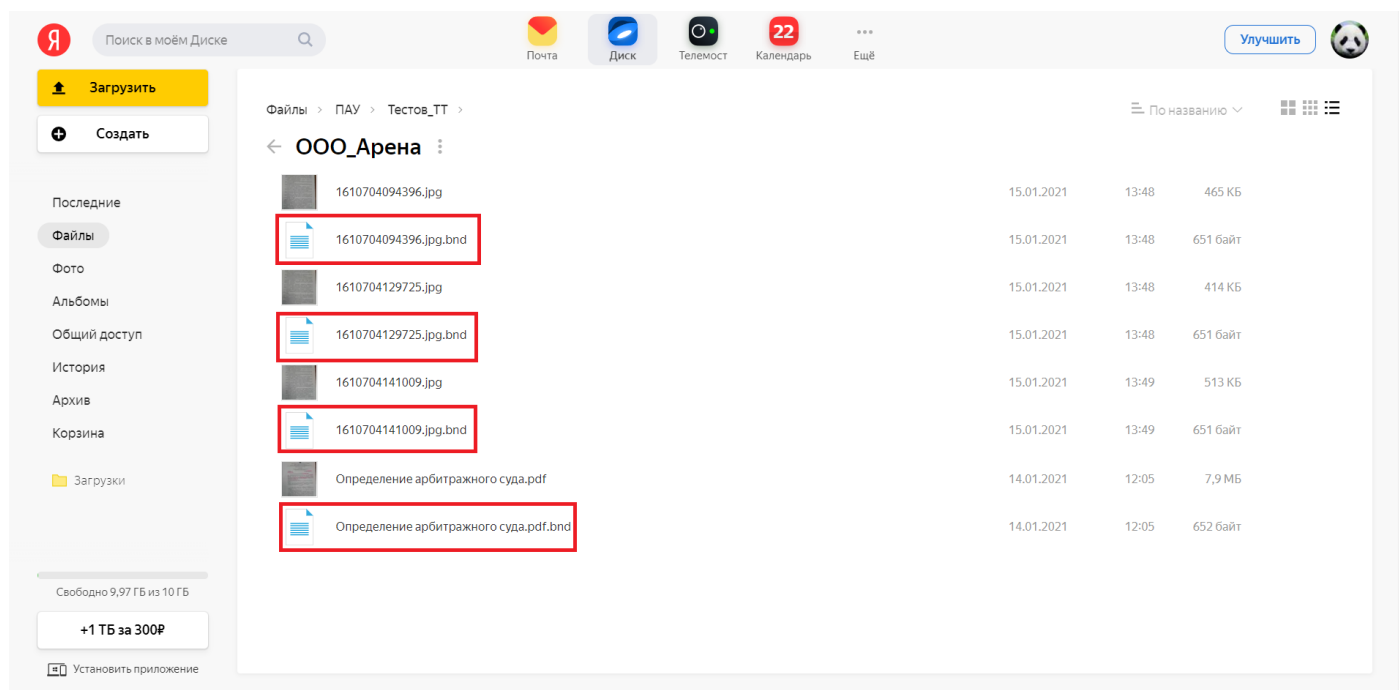 Я
Поиск в моём Диске
Почта
Диск
Телемост
22
Календарь
Ещё
Улучшить
Загрузить
Создать
Последние
Файлы
Фото
Альбомы
Общий доступ
История
Архив
Корзина
Загрузки
Свободно 9,97 ГБ из 10 ГБ
+1 ТБ за 300₽
Установить приложение
Файлы > ПАУ > Тестов_ТТ >
По названию
← ООО_Арена
1610704094396.jpg 15.01.2021 13:48 465 КБ
1610704094396.jpg.bnd 15.01.2021 13:48 651 байт
1610704129725.jpg 15.01.2021 13:48 414 КБ
1610704129725.jpg.bnd 15.01.2021 13:48 651 байт
1610704141009.jpg 15.01.2021 13:49 513 КБ
1610704141009.jpg.bnd 15.01.2021 13:49 651 байт
Определение арбитражного суда.pdf 14.01.2021 12:05 7,9 МБ
Определение арбитражного суда.pdf.bnd 14.01.2021 12:05 652 байт